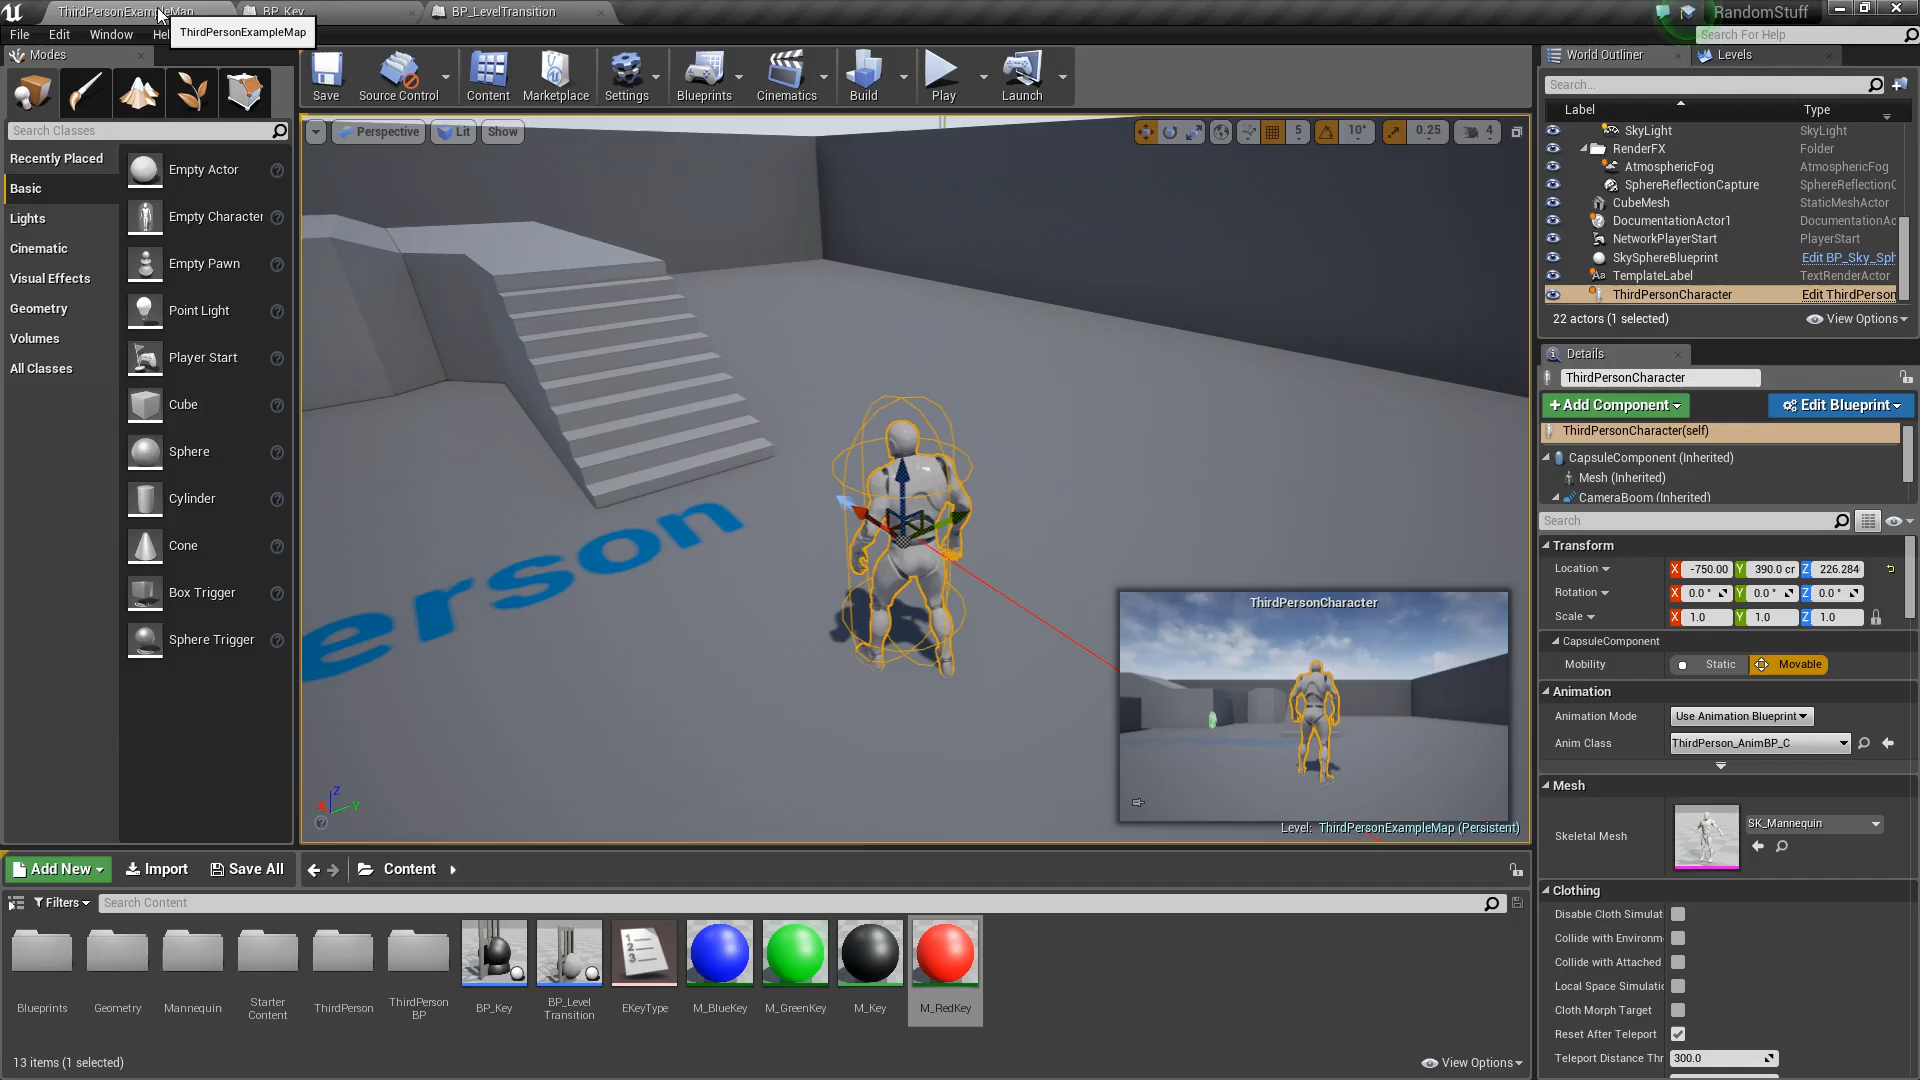 ThirdPersonExampleMap
BP_Key
BP_LevelTransition
RandomStuff
File
Edit
Window
Hel
ThirdPersonExampleMap
Search For Help
Modes
Save
Source Control
Content
Marketplace
Settings
Blueprints
Cinematics
Build
Play
Launch
Search Classes
Recently Placed
Basic
Lights
Cinematic
Visual Effects
Geometry
Volumes
All Classes
Empty Actor
Empty Character
Empty Pawn
Point Light
Player Start
Cube
Sphere
Cylinder
Cone
Box Trigger
Sphere Trigger
Perspective
Lit
Show
5
10°
0.25
4
erson
ThirdPersonCharacter
Z
X
Y
Level: ThirdPersonExampleMap (Persistent)
World Outliner
Levels
Search...
Label
Type
SkyLight SkyLight
RenderFX Folder
AtmosphericFog AtmosphericFog
SphereReflectionCapture SphereReflectionC
CubeMesh StaticMeshActor
DocumentationActor1 DocumentationAc
NetworkPlayerStart PlayerStart
SkySphereBlueprint Edit BP_Sky_Sph
TemplateLabel TextRenderActor
ThirdPersonCharacter Edit ThirdPerson
22 actors (1 selected)
View Options
Details
ThirdPersonCharacter
+Add Component
Edit Blueprint
ThirdPersonCharacter(self)
CapsuleComponent (Inherited)
Mesh (Inherited)
CameraBoom (Inherited)
Search
Transform
Location X -750.00 Y 390.0 cr Z 226.284
Rotation X 0.0 ° Y 0.0 ° Z 0.0 °
Scale X 1.0 Y 1.0 Z 1.0
CapsuleComponent
Mobility Static Movable
Animation
Animation Mode Use Animation Blueprint
Anim Class ThirdPerson_AnimBP_C
Mesh
Skeletal Mesh SK_Mannequin
Clothing
Disable Cloth Simulat
Collide with Environm
Collide with Attached
Local Space Simulatic
Cloth Morph Target
Reset After Teleport
Teleport Distance Thr 300.0
Add New
Import
Save All
Content
Filters
Search Content
Blueprints
Geometry
Mannequin
Starter
Content
ThirdPerson
ThirdPerson
BP
BP_Key
BP_Level
Transition
EKeyType
M_BlueKey
M_GreenKey
M_Key
M_RedKey
13 items (1 selected)
View Options